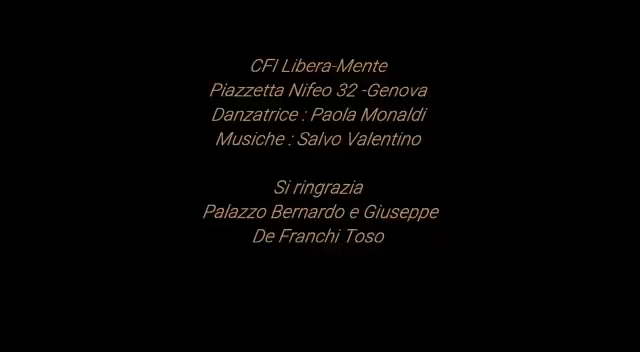 CFI Libera-Mente
Piazzetta Nifeo 32 -Genova
Danzatrice : Paola Monaldi
Musiche : Salvo Valentino
Si ringrazia
Palazzo Bernardo e Giuseppe
De Franchi Toso